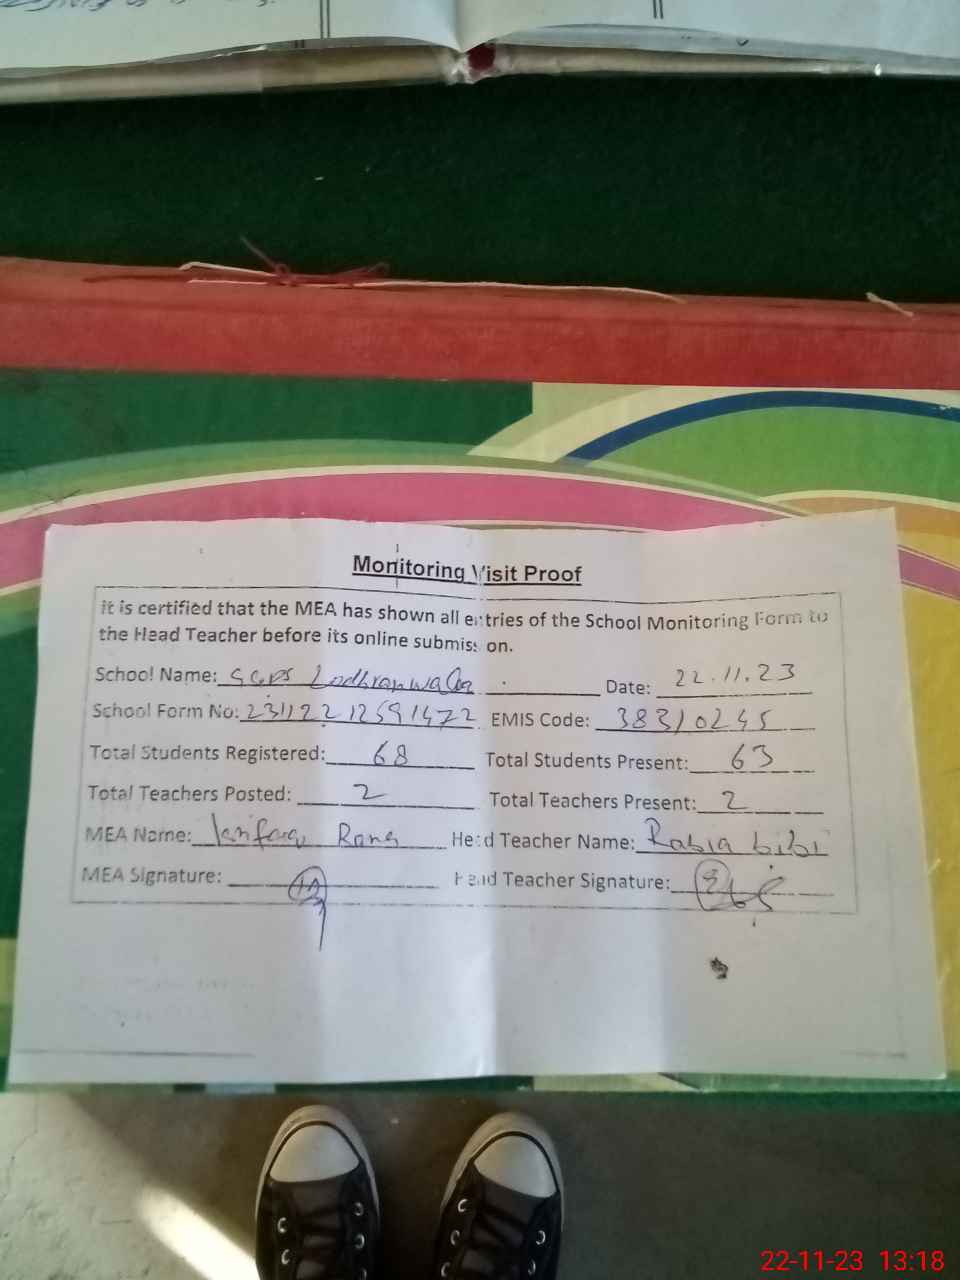 Monitoring Visit Proof
It is certified that the MEA has shown all entries of the School Monitoring Form to
the Head Teacher before its online submission.
School Name: Lodhranwala Date: 22.11.23
School Form No: EMIS Code: 38310245
Total Students Registered: 68 Total Students Present: 63
Total Teachers Posted: 2 Total Teachers Present: 2
MEA Name: Rana Head Teacher Name: Rabia bibi
MEA Signature: Head Teacher Signature:
22-11-23 13:18